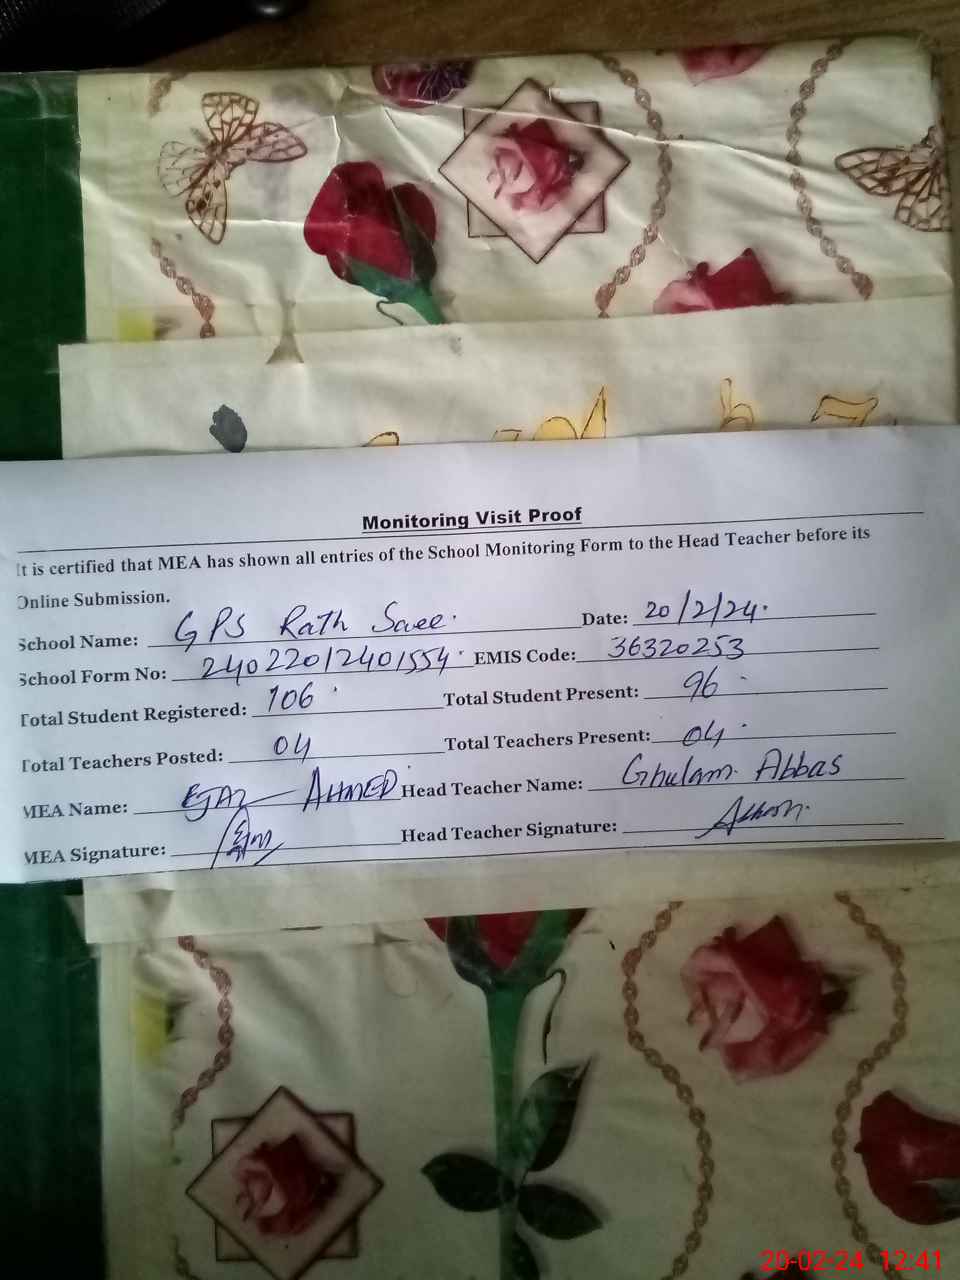 Monitoring Visit Proof
It is certified that MEA has shown all entries of the School Monitoring Form to the Head Teacher before its
Online Submission.
School Name: GPS Rath Saee. Date: 20/2/24.
School Form No: 24022012401554 EMIS Code: 36320253
Total Student Registered: 106 Total Student Present: 96
Total Teachers Posted: 04 Total Teachers Present: 04
MEA Name: EJAZ AHMED Head Teacher Name: Ghulam Abbas
MEA Signature: Head Teacher Signature:
20-02-24 12:41